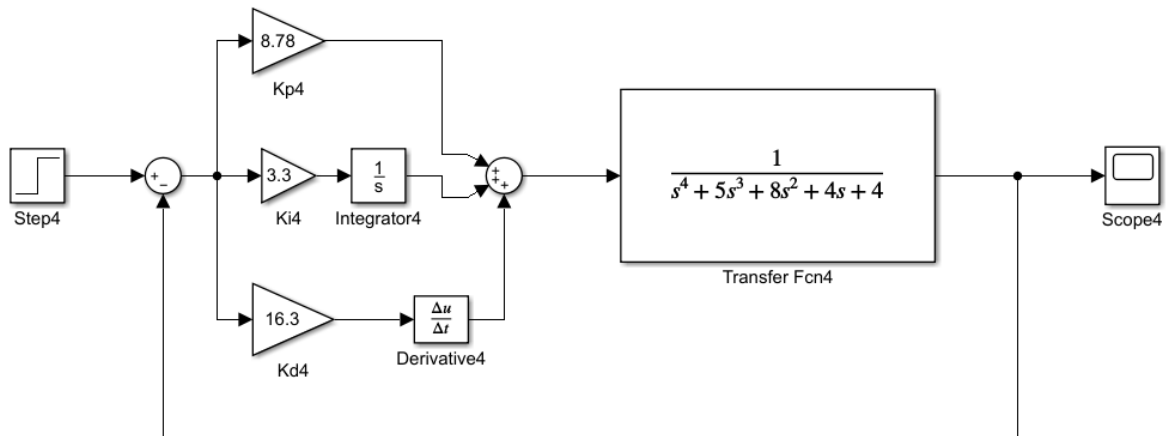 8.78
Kp4
+
−
3.3
1
s
+
+
+
1
s^4 + 5s^3 + 8s^2 + 4s + 4
Step4
Ki4
Integrator4
Scope4
Transfer Fcn4
16.3
Δu
Δt
Kd4
Derivative4